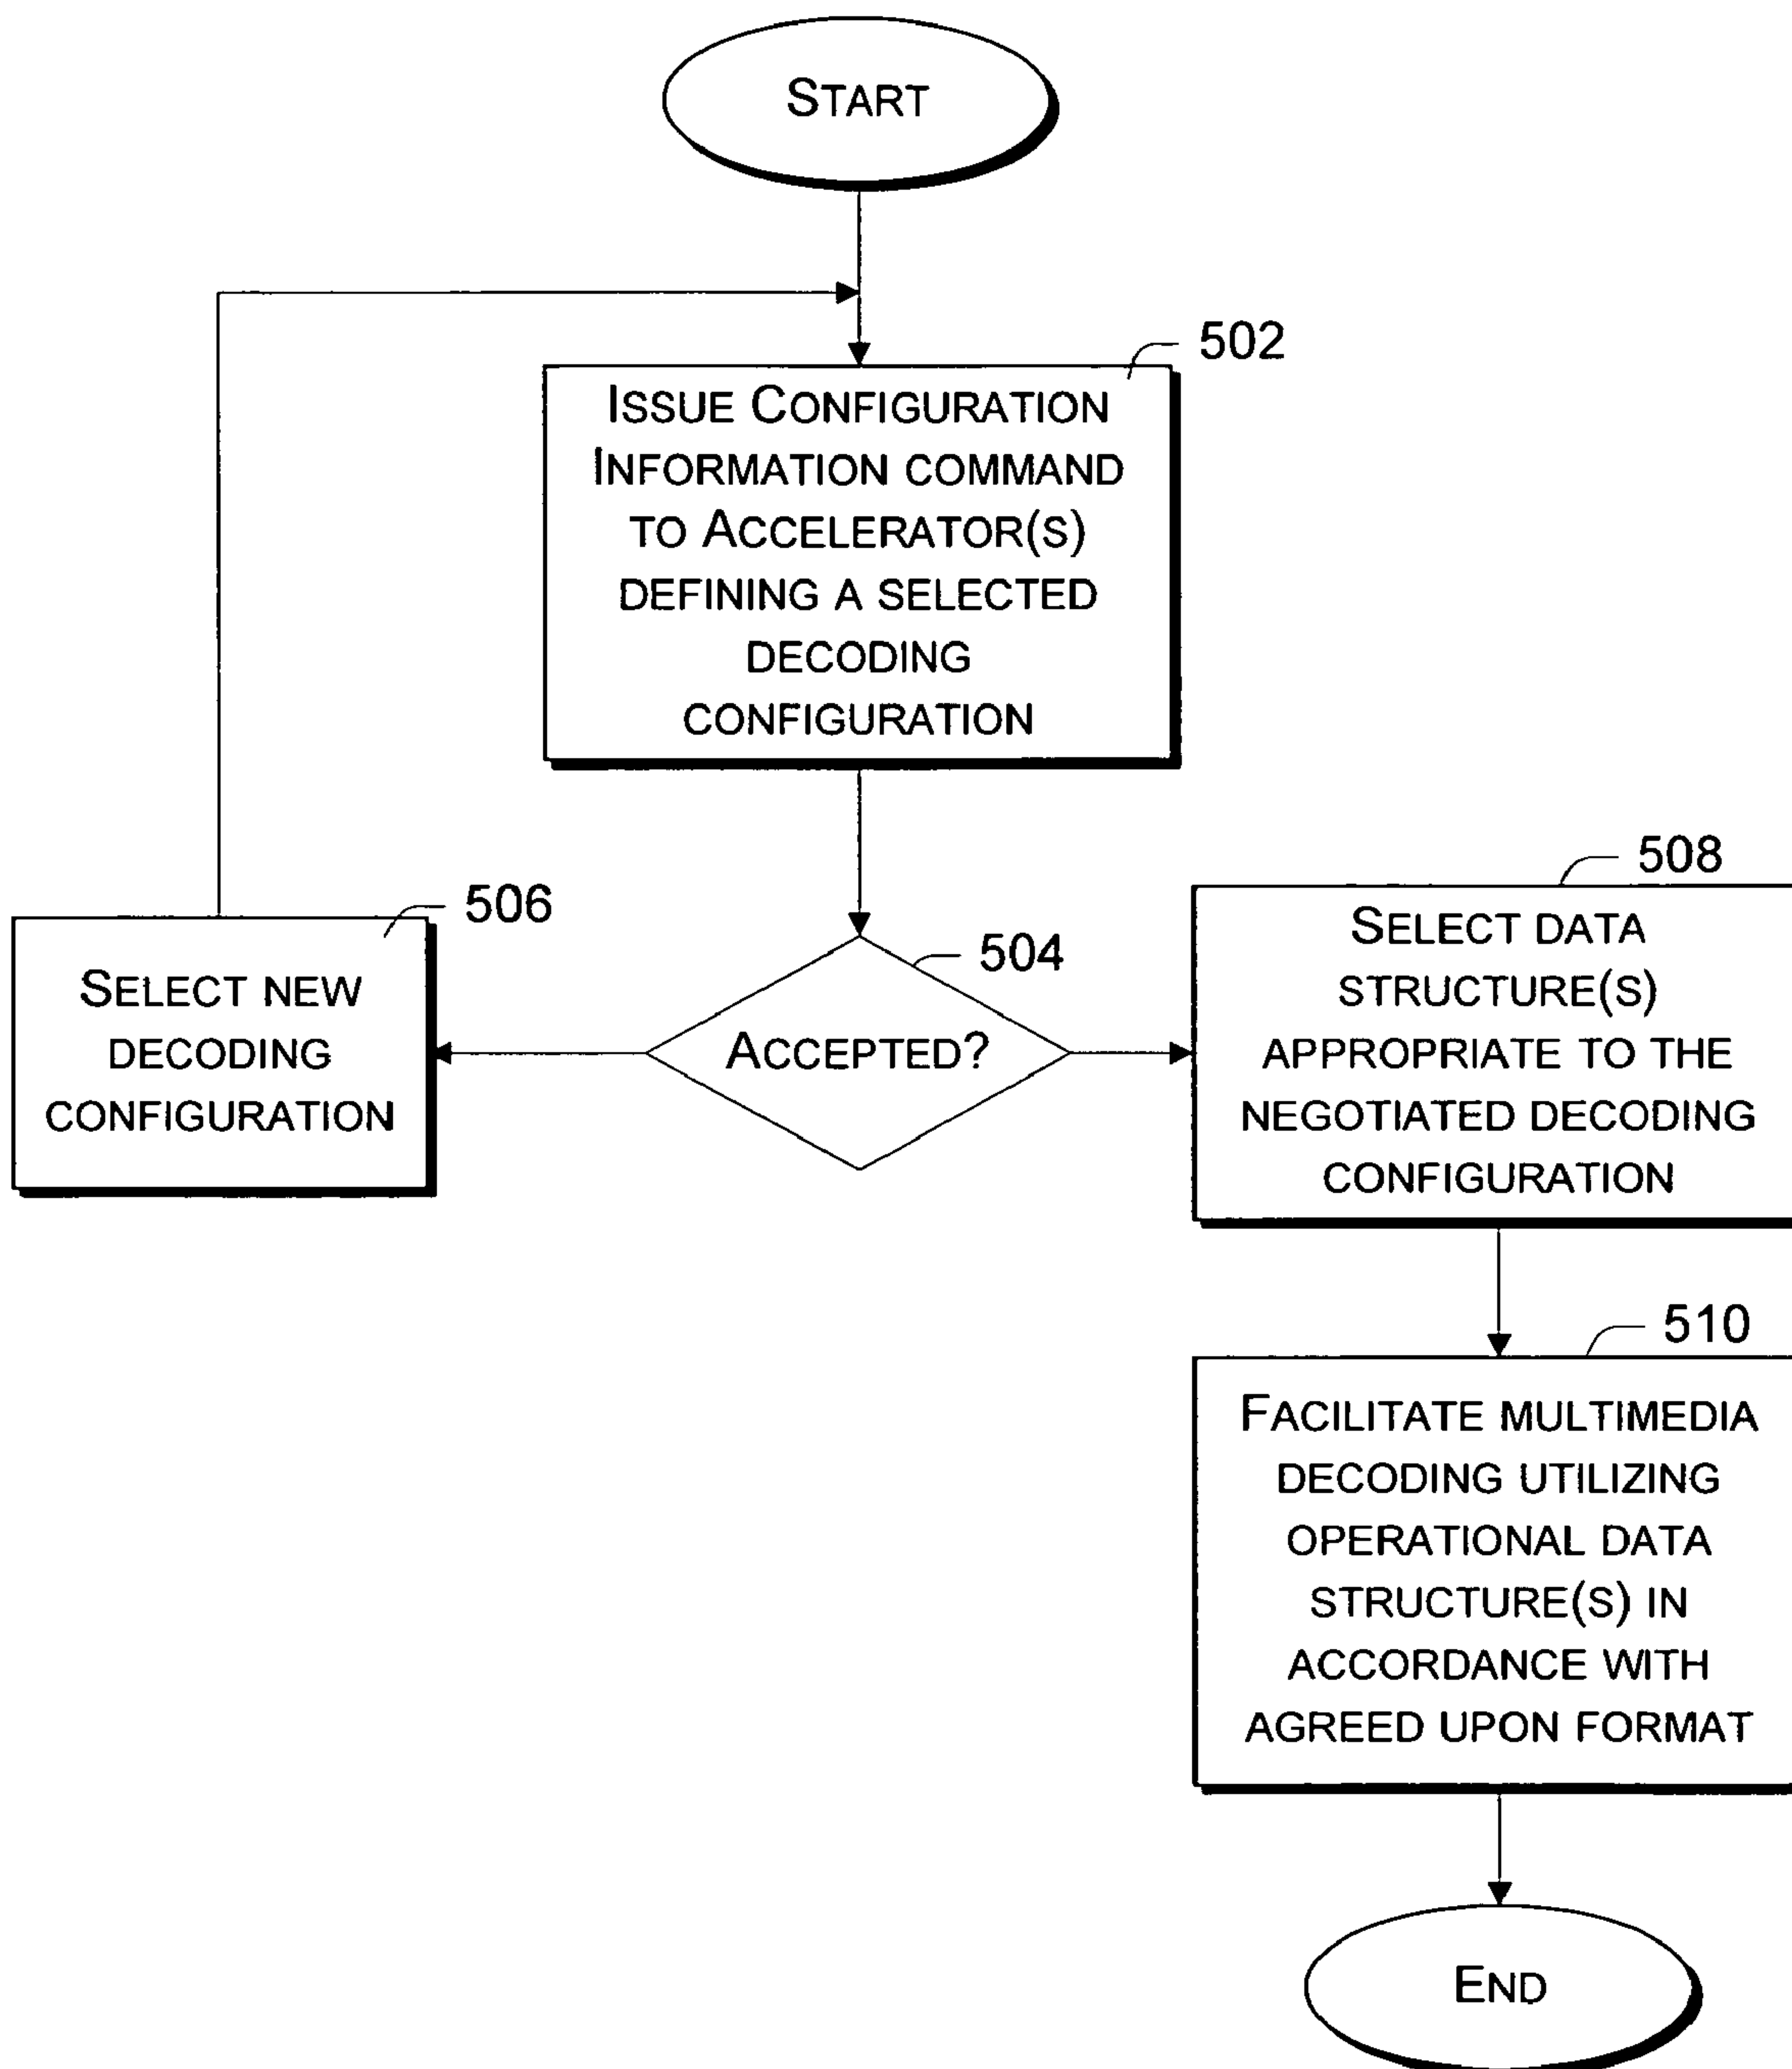 START
502
ISSUE CONFIGURATION
INFORMATION COMMAND
TO ACCELERATOR(S)
DEFINING A SELECTED
DECODING
CONFIGURATION
504
ACCEPTED?
506
SELECT NEW
DECODING
CONFIGURATION
508
SELECT DATA
STRUCTURE(S)
APPROPRIATE TO THE
NEGOTIATED DECODING
CONFIGURATION
510
FACILITATE MULTIMEDIA
DECODING UTILIZING
OPERATIONAL DATA
STRUCTURE(S) IN
ACCORDANCE WITH
AGREED UPON FORMAT
END